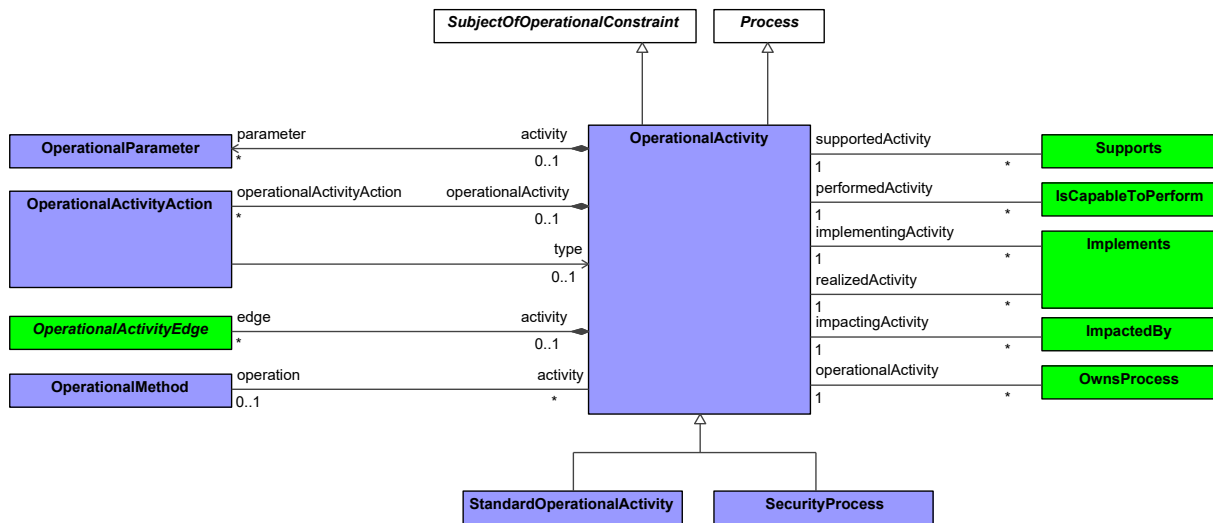 SubjectOfOperationalConstraint
Process
OperationalActivity
parameter
activity
OperationalParameter
*
0..1
operationalActivityAction
operationalActivity
OperationalActivityAction
*
0..1
type
0..1
edge
activity
OperationalActivityEdge
*
0..1
operation
activity
OperationalMethod
0..1
*
supportedActivity
Supports
1
*
performedActivity
IsCapableToPerform
1
*
implementingActivity
Implements
1
*
realizedActivity
1
*
impactingActivity
ImpactedBy
1
*
operationalActivity
OwnsProcess
1
*
StandardOperationalActivity
SecurityProcess